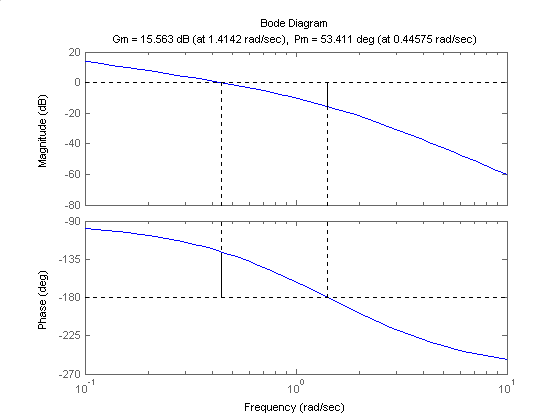 Bode Diagram
Gm = 15.563 dB (at 1.4142 rad/sec), Pm = 53.411 deg (at 0.44575 rad/sec)
20
0
-20
-40
-60
-80
Magnitude (dB)
-90
-135
-180
-225
-270
Phase (deg)
10^-1
10^0
10^1
Frequency (rad/sec)